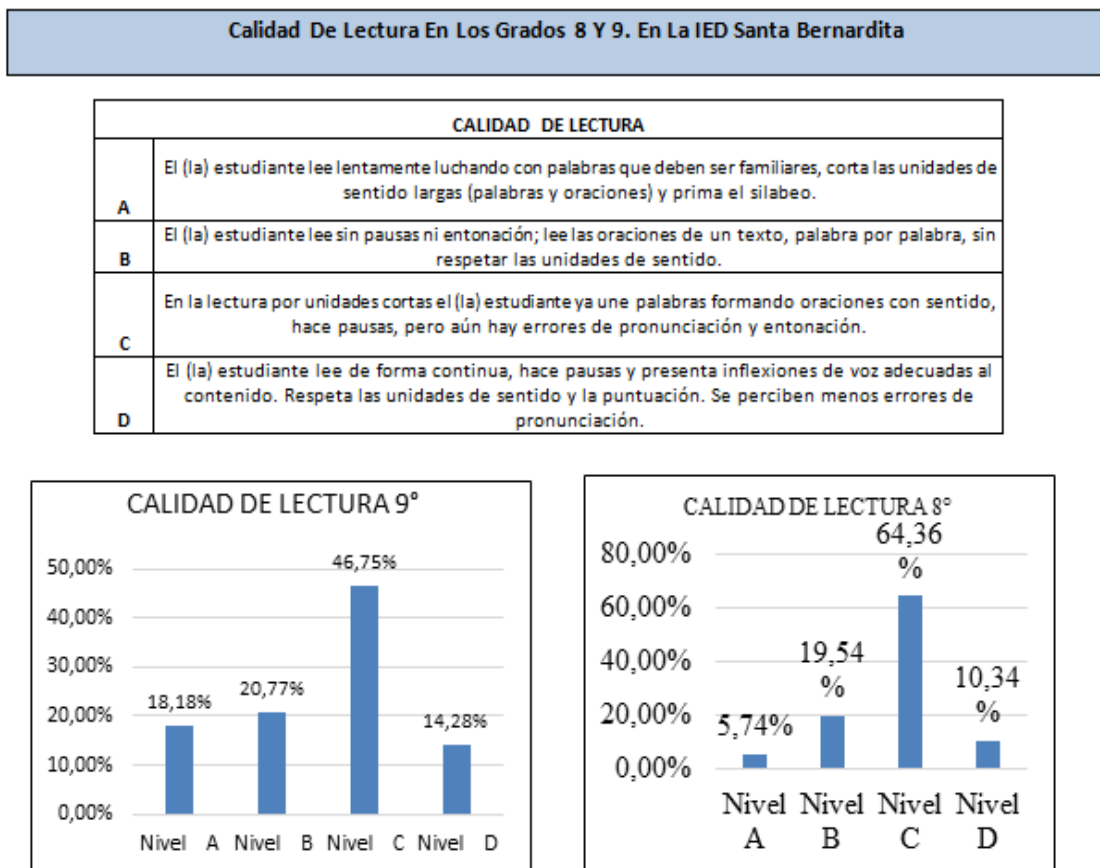 Calidad De Lectura En Los Grados 8 Y 9. En La IED Santa Bernardita
CALIDAD DE LECTURA
El (la) estudiante lee lentamente luchando con palabras que deben ser familiares, corta las unidades de
sentido largas (palabras y oraciones) y prima el silabeo.
A
El (la) estudiante lee sin pausas ni entonación; lee las oraciones de un texto, palabra por palabra, sin
respetar las unidades de sentido.
B
En la lectura por unidades cortas el (la) estudiante ya une palabras formando oraciones con sentido,
hace pausas, pero aún hay errores de pronunciación y entonación.
C
El (la) estudiante lee de forma continua, hace pausas y presenta inflexiones de voz adecuadas al
contenido. Respeta las unidades de sentido y la puntuación. Se perciben menos errores de
pronunciación.
D
CALIDAD DE LECTURA 9°
50,00%
40,00%
30,00%
20,00%
10,00%
0,00%
18,18%
20,77%
46,75%
14,28%
Nivel A Nivel B Nivel C Nivel D
CALIDAD DE LECTURA 8°
80,00%
60,00%
40,00%
20,00%
0,00%
5,74%
19,54
%
64,36
%
10,34
%
Nivel Nivel Nivel Nivel
A B C D